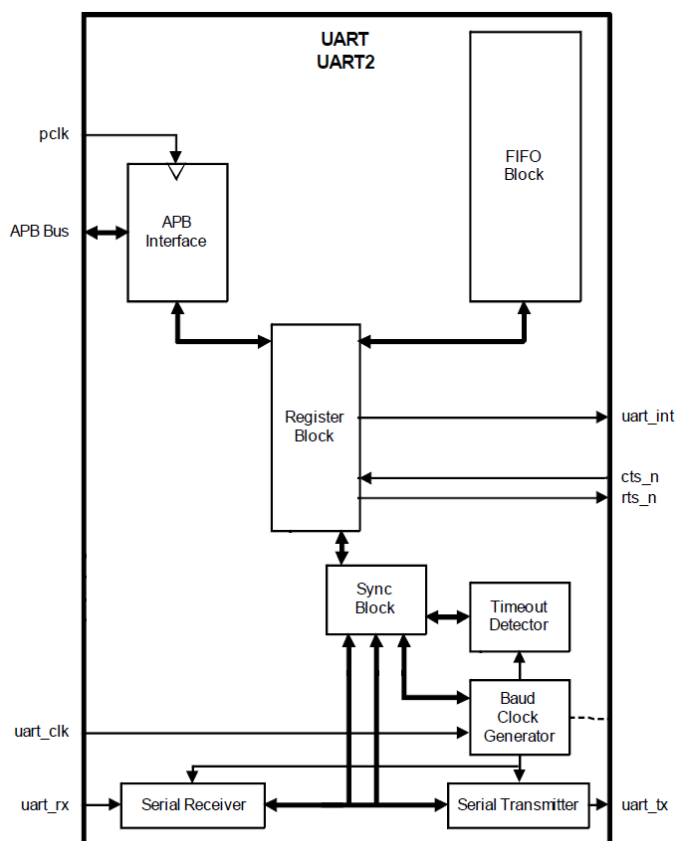 UART
UART2
pclk
FIFO
Block
APB Bus
APB
Interface
Register
Block
uart_int
cts_n
rts_n
Sync
Block
Timeout
Detector
uart_clk
Baud
Clock
Generator
uart_rx
Serial Receiver
Serial Transmitter
uart_tx